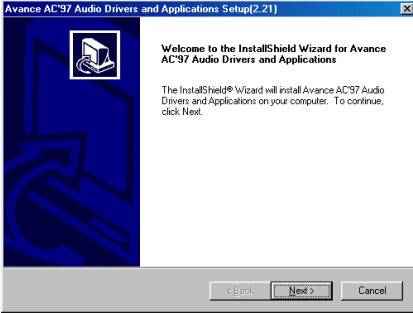 Avance AC'97 Audio Drivers and Applications Setup(2.21)
Welcome to the InstallShield Wizard for Avance
AC'97 Audio Drivers and Applications
The InstallShield® Wizard will install Avance AC'97 Audio
Drivers and Applications on your computer. To continue,
click Next.
< Back
Next >
Cancel